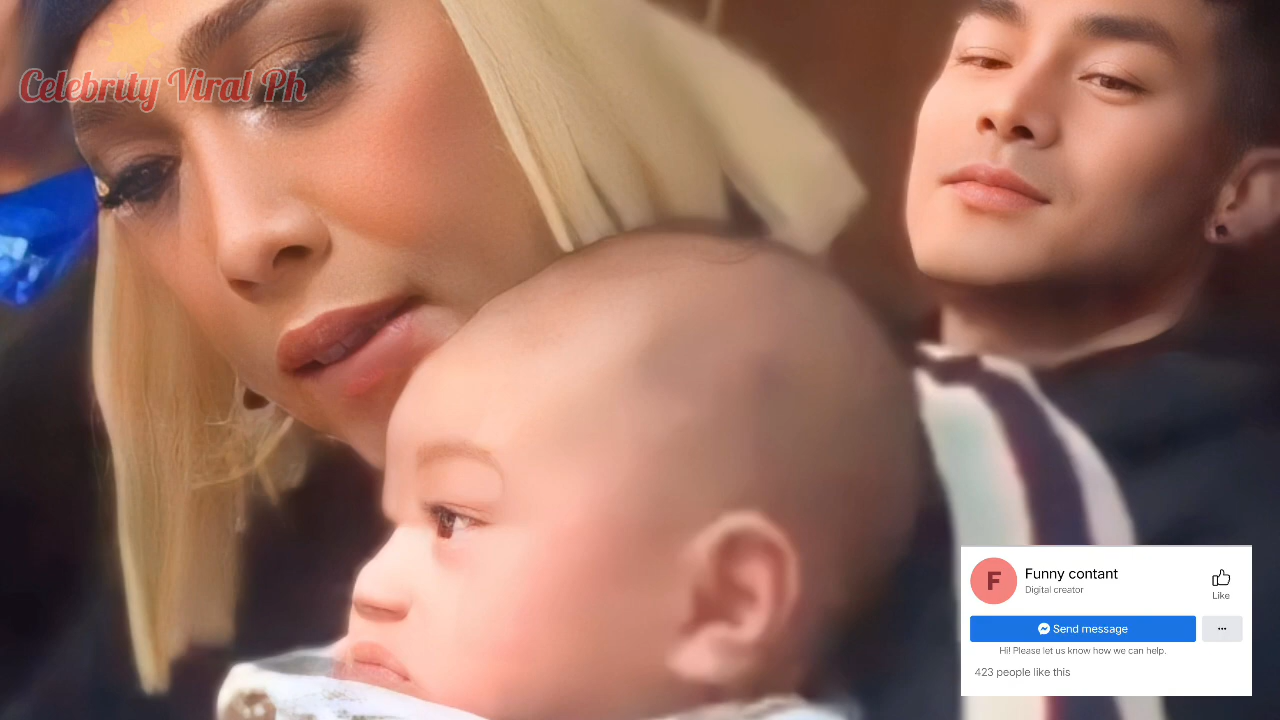 Celebrity Viral Ph
F
Funny contant
Digital creator
Like
Send message
...
Hi! Please let us know how we can help.
423 people like this